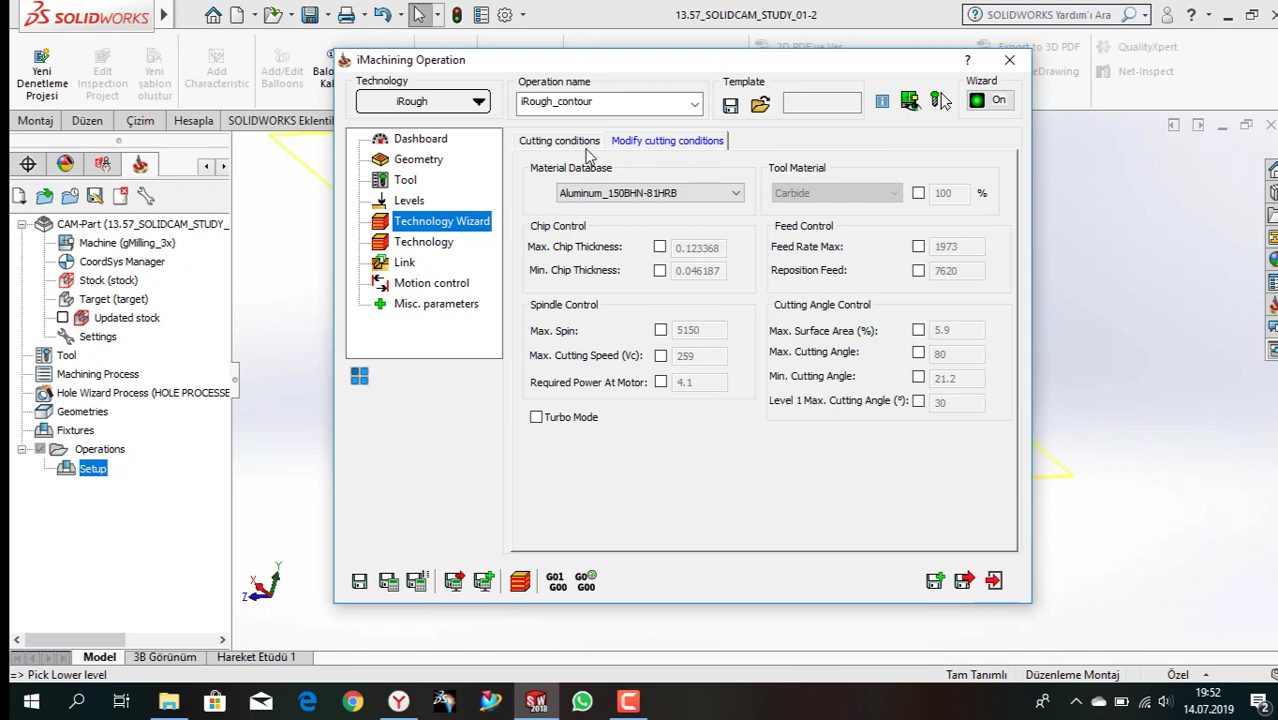 SOLIDWORKS
13.57_SOLIDCAM_STUDY_01-2
SOLIDWORKS Yardım'ı Ara
Yeni Denetleme Projesi
Edit Inspection Project
Yeni şablon oluştur
Add Characteristic
Add/Edit Balloons
Export to 3D PDF
QualityXpert
Net-Inspect
Montaj
Düzen
Çizim
Hesapla
SOLIDWORKS Eklentil
CAM-Part (13.57_SOLIDCAM_STUDY_
Machine (gMilling_3x)
CoordSys Manager
Stock (stock)
Target (target)
Updated stock
Settings
Tool
Machining Process
Hole Wizard Process (HOLE PROCESSE
Geometries
Fixtures
Operations
Setup
iMachining Operation
Technology
iRough
Operation name
iRough_contour
Template
Wizard
On
Dashboard
Geometry
Tool
Levels
Technology Wizard
Technology
Link
Motion control
Misc. parameters
Cutting conditions
Modify cutting conditions
Material Database
Aluminum_150BHN-81HRB
Tool Material
Carbide
100
%
Chip Control
Max. Chip Thickness:
0.123368
Min. Chip Thickness:
0.046187
Feed Control
Feed Rate Max:
1973
Reposition Feed:
7620
Spindle Control
Max. Spin:
5150
Max. Cutting Speed (Vc):
259
Required Power At Motor:
4.1
Cutting Angle Control
Max. Surface Area (%):
5.9
Max. Cutting Angle:
80
Min. Cutting Angle:
21.2
Level 1 Max. Cutting Angle (°):
30
Turbo Mode
G01
G00
G00
Y
X
Z
Model
3B Görünüm
Hareket Etüdü 1
=> Pick Lower level
Tam Tanımlı
Düzenleme Montaj
Özel
SW
2018
19:52
14.07.2019
2